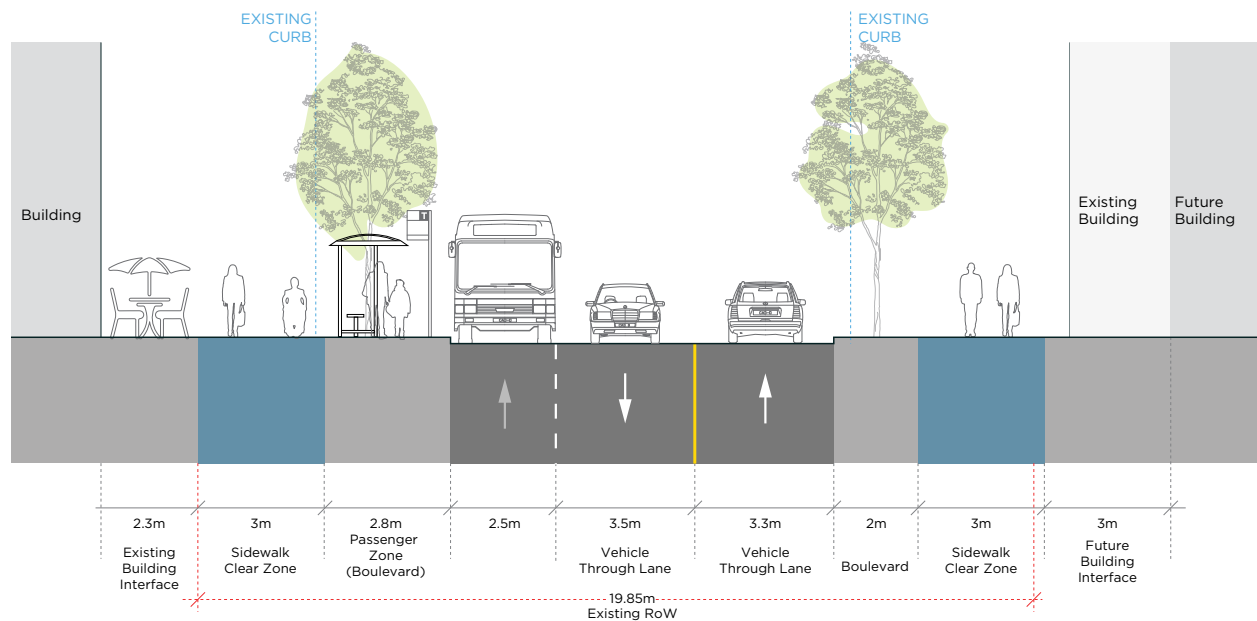 EXISTING
CURB
EXISTING
CURB
Building
Existing
Building
Future
Building
T
2.3m
3m
2.8m
2.5m
3.5m
3.3m
2m
3m
3m
Existing
Building
Interface
Sidewalk
Clear Zone
Passenger
Zone
(Boulevard)
Vehicle
Through Lane
Vehicle
Through Lane
Boulevard
Sidewalk
Clear Zone
Future
Building
Interface
19.85m
Existing RoW